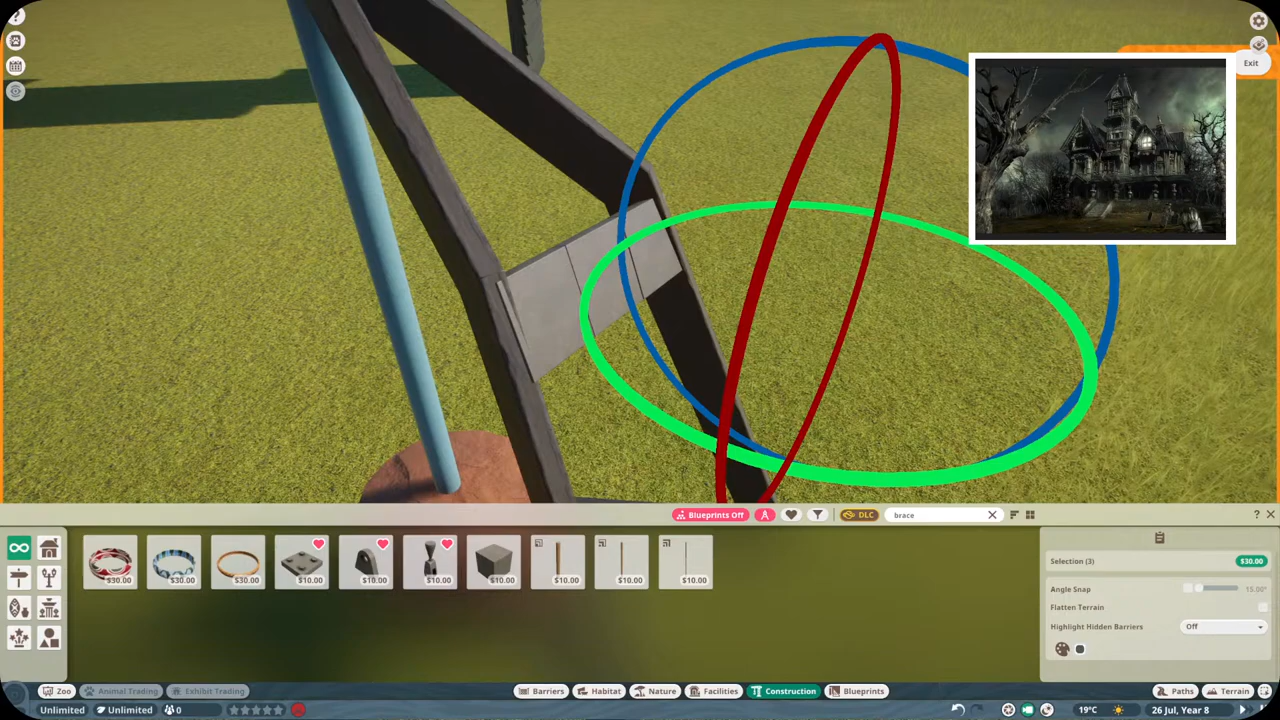 ?
Exit
Blueprints Off
DLC
brace
?
$30.00
$30.00
$30.00
$10.00
$10.00
$10.00
$10.00
$10.00
$10.00
$10.00
Selection (3)
$30.00
Angle Snap
15.00°
Flatten Terrain
Highlight Hidden Barriers
Off
Zoo
Animal Trading
Exhibit Trading
Barriers
Habitat
Nature
Facilities
Construction
Blueprints
Paths
Terrain
Unlimited
Unlimited
0
19°C
26 Jul, Year 8